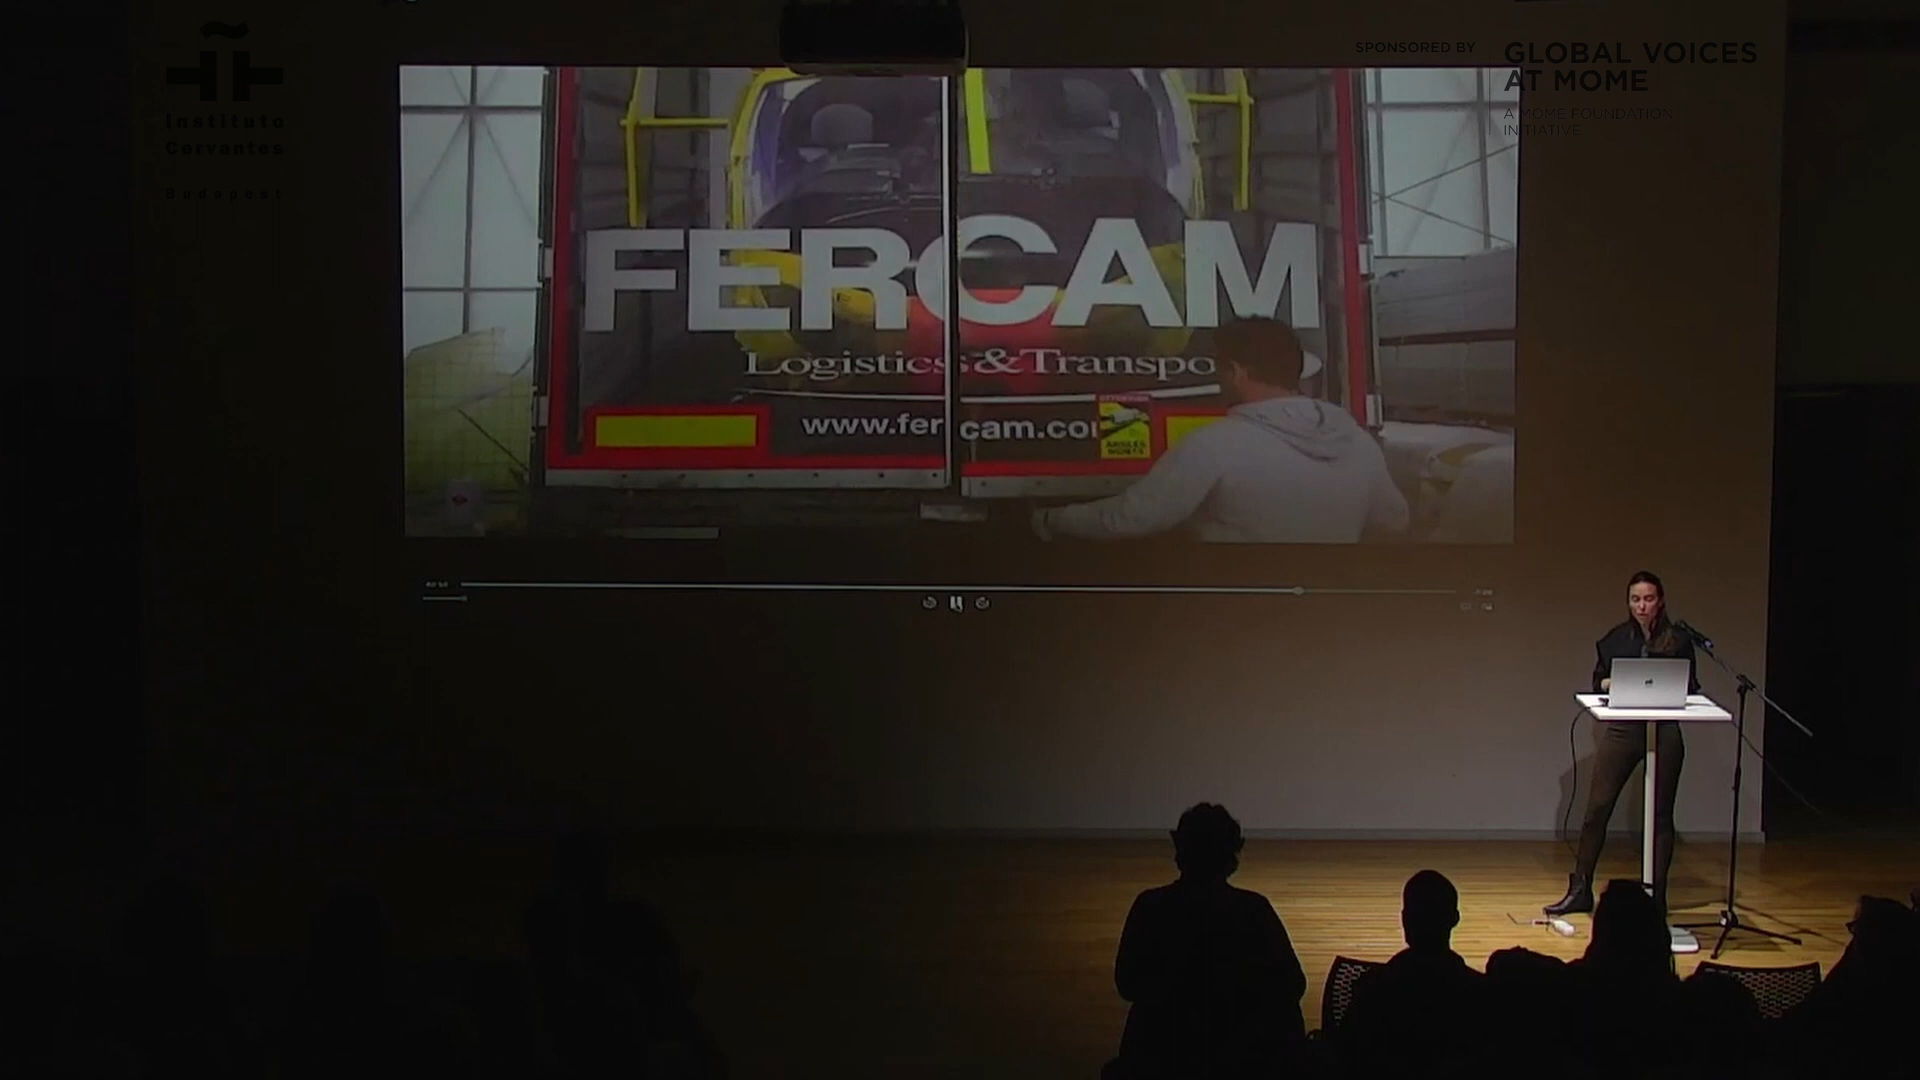 Instituto
Cervantes
Budapest
SPONSORED BY
GLOBAL VOICES
AT MOME
A MOME FOUNDATION
INITIATIVE
FERCAM
Logistics & Transpo
www.fercam.co